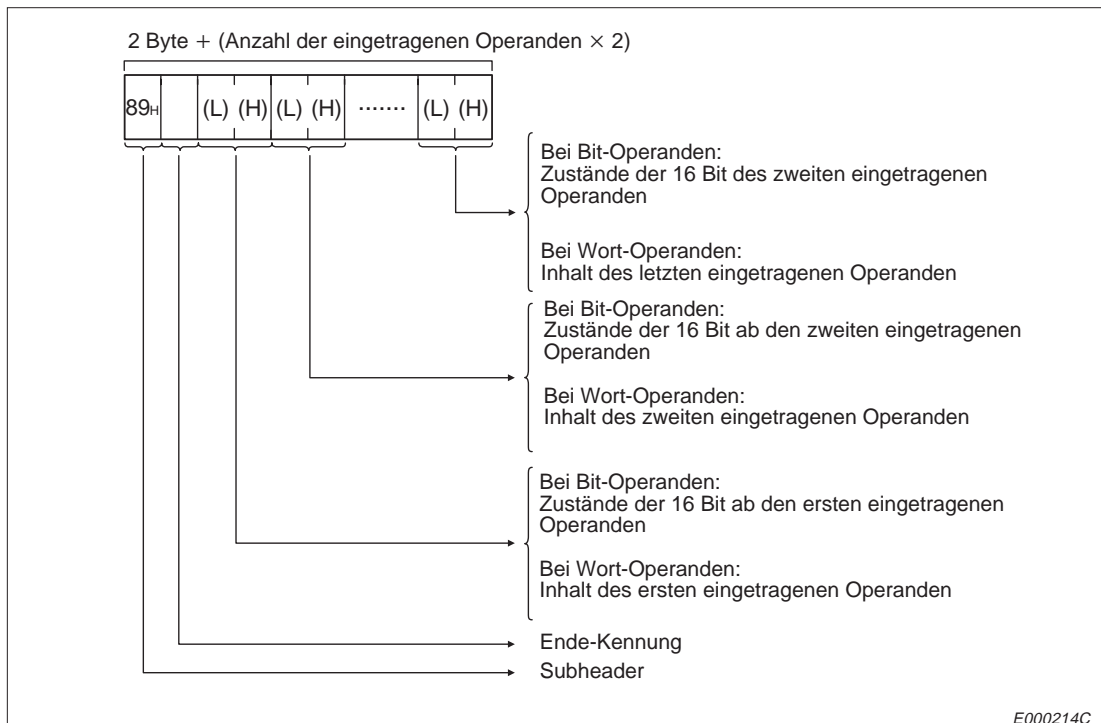 2 Byte + (Anzahl der eingetragenen Operanden × 2)
89H (L) (H) (L) (H) ······· (L) (H)
Bei Bit-Operanden:
Zustände der 16 Bit des zweiten eingetragenen
Operanden
Bei Wort-Operanden:
Inhalt des letzten eingetragenen Operanden
Bei Bit-Operanden:
Zustände der 16 Bit ab den zweiten eingetragenen
Operanden
Bei Wort-Operanden:
Inhalt des zweiten eingetragenen Operanden
Bei Bit-Operanden:
Zustände der 16 Bit ab den ersten eingetragenen
Operanden
Bei Wort-Operanden:
Inhalt des ersten eingetragenen Operanden
Ende-Kennung
Subheader
E000214C